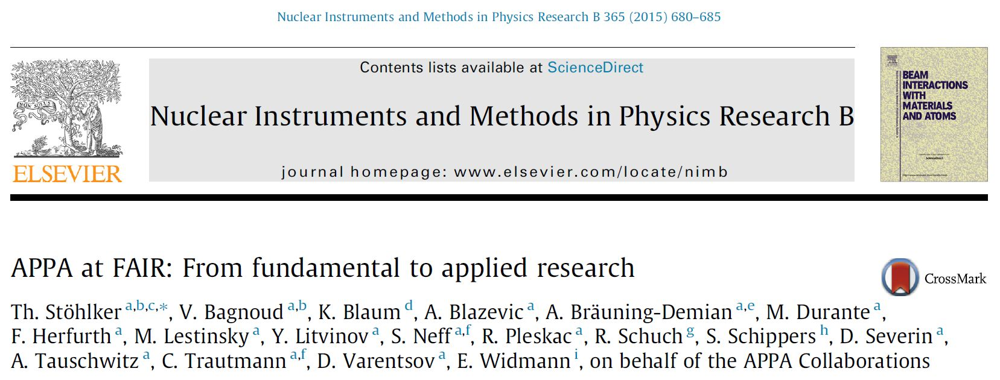 Nuclear Instruments and Methods in Physics Research B 365 (2015) 680–685
Contents lists available at ScienceDirect
Nuclear Instruments and Methods in Physics Research B
journal homepage: www.elsevier.com/locate/nimb
NON SOLUS
ELSEVIER
BEAM
INTERACTIONS
WITH
MATERIALS
AND ATOMS
ScienceDirect
APPA at FAIR: From fundamental to applied research
CrossMark
Th. Stöhlker a,b,c,*, V. Bagnoud a,b, K. Blaum d, A. Blazevic a, A. Bräuning-Demian a,e, M. Durante a,
F. Herfurth a, M. Lestinsky a, Y. Litvinov a, S. Neff a,f, R. Pleskac a, R. Schuch g, S. Schippers h, D. Severin a,
A. Tauschwitz a, C. Trautmann a,f, D. Varentsov a, E. Widmann i, on behalf of the APPA Collaborations